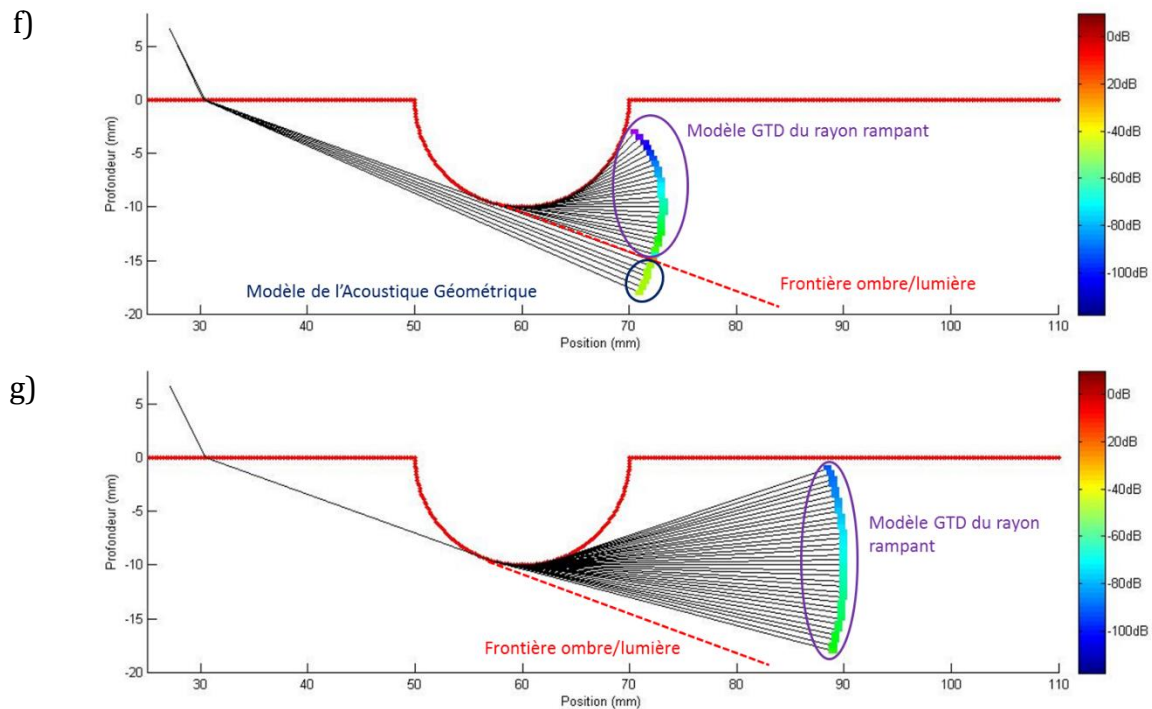 f)
5
0
-5
-10
-15
-20
Profondeur (mm)
30 40 50 60 70 80 90 100 110
Position (mm)
Modèle GTD du rayon rampant
Modèle de l'Acoustique Géométrique
Frontière ombre/lumière
0dB
20dB
-40dB
-60dB
-80dB
-100dB
g)
5
0
-5
-10
-15
-20
Profondeur (mm)
30 40 50 60 70 80 90 100 110
Position (mm)
Modèle GTD du rayon
rampant
Frontière ombre/lumière
0dB
20dB
-40dB
-60dB
-80dB
-100dB